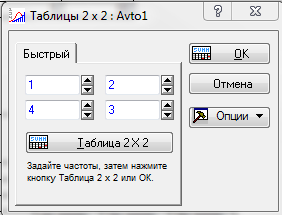 Таблицы 2 x 2 : Avto1
Быстрый
OK
1
2
Отмена
4
3
Опции
Таблица 2 X 2
Задайте частоты, затем нажмите
кнопку Таблица 2 x 2 или OK.